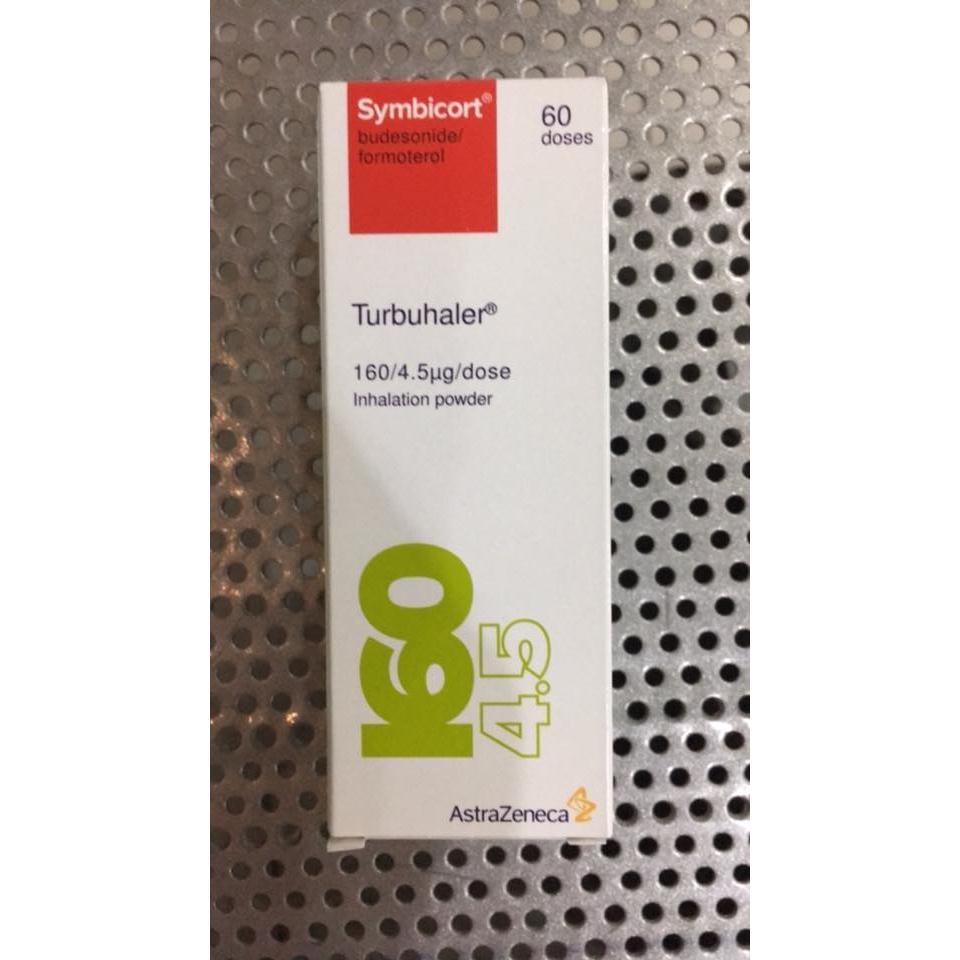 Symbicort®
budesonide/
formoterol
60
doses
Turbuhaler®
160/4.5µg/dose
Inhalation powder
160
4.5
AstraZeneca